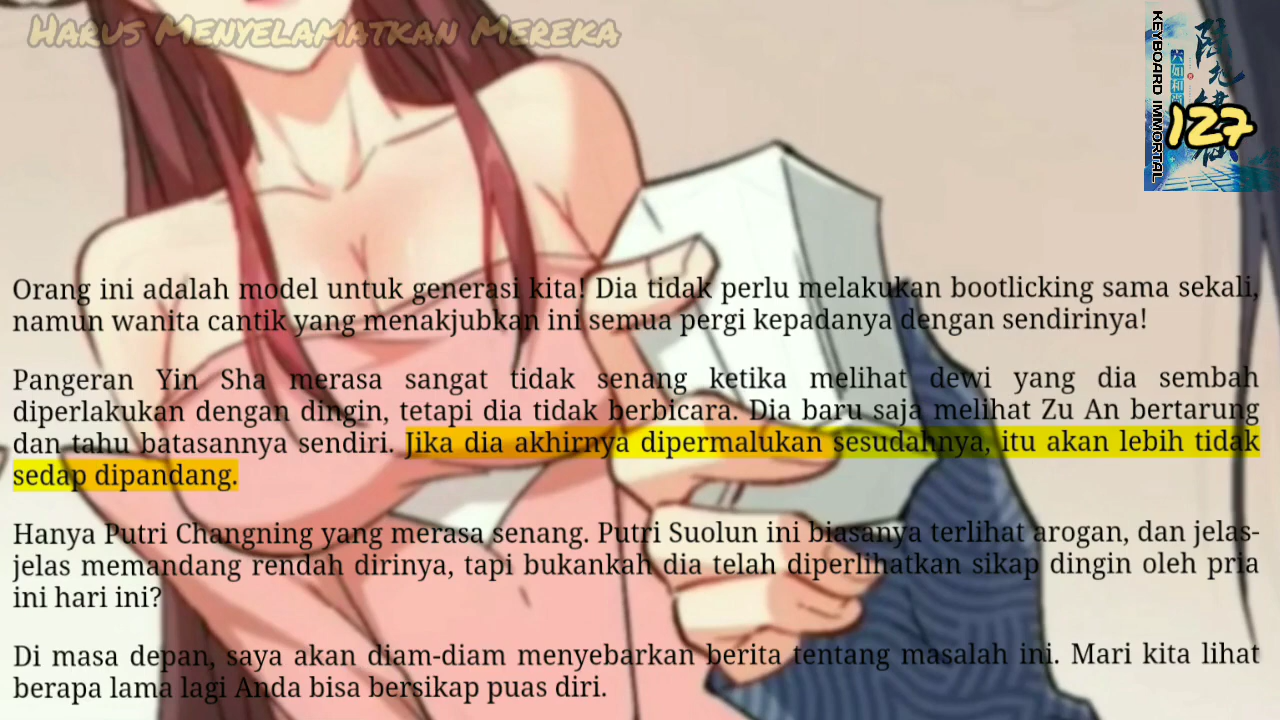 Harus Menyelamatkan Mereka
KEYBOARD IMMORTAL
127
Orang ini adalah model untuk generasi kita! Dia tidak perlu melakukan bootlicking sama sekali,
namun wanita cantik yang menakjubkan ini semua pergi kepadanya dengan sendirinya!
Pangeran Yin Sha merasa sangat tidak senang ketika melihat dewi yang dia sembah
diperlakukan dengan dingin, tetapi dia tidak berbicara. Dia baru saja melihat Zu An bertarung
dan tahu batasannya sendiri. Jika dia akhirnya dipermalukan sesudahnya, itu akan lebih tidak
sedap dipandang.
Hanya Putri Changning yang merasa senang. Putri Suolun ini biasanya terlihat arogan, dan jelas-
jelas memandang rendah dirinya, tapi bukankah dia telah diperlihatkan sikap dingin oleh pria
ini hari ini?
Di masa depan, saya akan diam-diam menyebarkan berita tentang masalah ini. Mari kita lihat
berapa lama lagi Anda bisa bersikap puas diri.